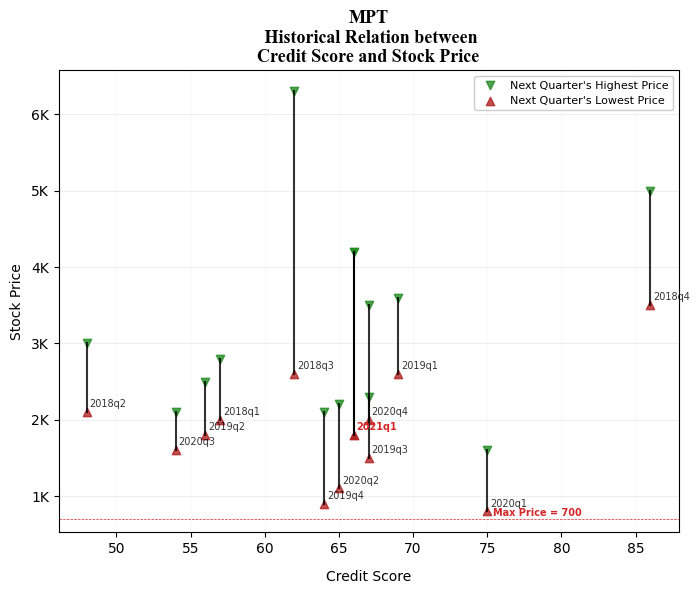 MPT
Historical Relation between
Credit Score and Stock Price
Next Quarter's Highest Price
Next Quarter's Lowest Price
6K
5K
4K
3K
2K
1K
Stock Price
2018q4
2018q3
2019q1
2018q2
2018q1
2020q4
2021q1
2019q2
2020q3
2019q3
2020q2
2019q4
2020q1
Max Price = 700
50
55
60
65
70
75
80
85
Credit Score